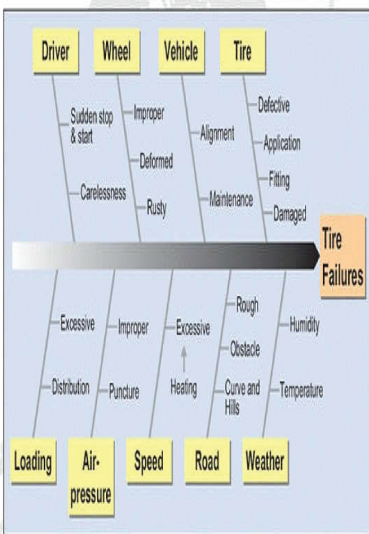 Driver
Wheel
Vehicle
Tire
Sudden stop
& start
Carelessness
Improper
Deformed
Rusty
Alignment
Maintenance
Defective
Application
Fitting
Damaged
Tire
Failures
Excessive
Distribution
Improper
Puncture
Excessive
Heating
Rough
Obstacle
Curve and
Hills
Humidity
Temperature
Loading
Air-
pressure
Speed
Road
Weather